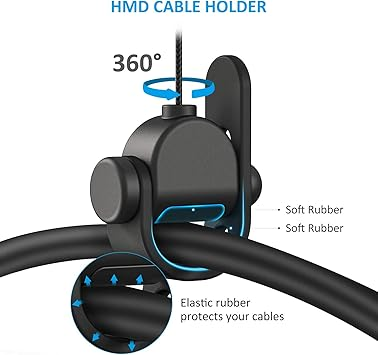 HMD CABLE HOLDER
360°
Soft Rubber
Soft Rubber
Elastic rubber
protects your cables